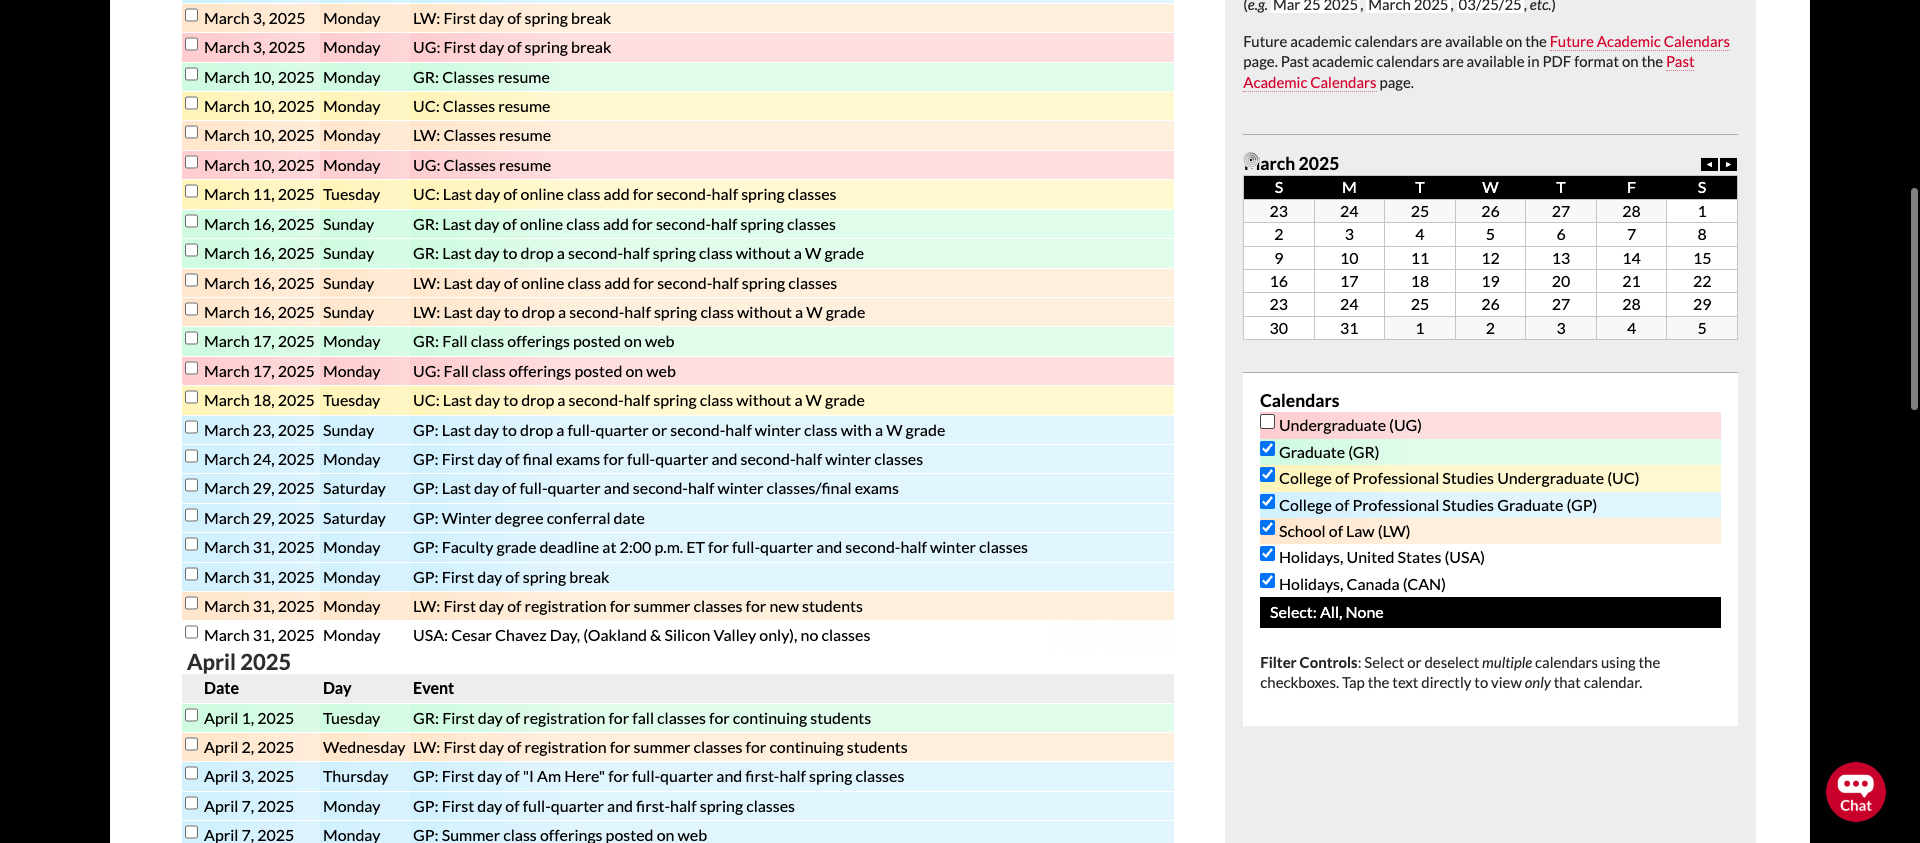 March 3, 2025 Monday LW: First day of spring break
March 3, 2025 Monday UG: First day of spring break
March 10, 2025 Monday GR: Classes resume
March 10, 2025 Monday UC: Classes resume
March 10, 2025 Monday LW: Classes resume
March 10, 2025 Monday UG: Classes resume
March 11, 2025 Tuesday UC: Last day of online class add for second-half spring classes
March 16, 2025 Sunday GR: Last day of online class add for second-half spring classes
March 16, 2025 Sunday GR: Last day to drop a second-half spring class without a W grade
March 16, 2025 Sunday LW: Last day of online class add for second-half spring classes
March 16, 2025 Sunday LW: Last day to drop a second-half spring class without a W grade
March 17, 2025 Monday GR: Fall class offerings posted on web
March 17, 2025 Monday UG: Fall class offerings posted on web
March 18, 2025 Tuesday UC: Last day to drop a second-half spring class without a W grade
March 23, 2025 Sunday GP: Last day to drop a full-quarter or second-half winter class with a W grade
March 24, 2025 Monday GP: First day of final exams for full-quarter and second-half winter classes
March 29, 2025 Saturday GP: Last day of full-quarter and second-half winter classes/final exams
March 29, 2025 Saturday GP: Winter degree conferral date
March 31, 2025 Monday GP: Faculty grade deadline at 2:00 p.m. ET for full-quarter and second-half winter classes
March 31, 2025 Monday GP: First day of spring break
March 31, 2025 Monday LW: First day of registration for summer classes for new students
March 31, 2025 Monday USA: Cesar Chavez Day, (Oakland & Silicon Valley only), no classes
April 2025
Date Day Event
April 1, 2025 Tuesday GR: First day of registration for fall classes for continuing students
April 2, 2025 Wednesday LW: First day of registration for summer classes for continuing students
April 3, 2025 Thursday GP: First day of "I Am Here" for full-quarter and first-half spring classes
April 7, 2025 Monday GP: First day of full-quarter and first-half spring classes
April 7, 2025 Monday GP: Summer class offerings posted on web
(e.g. Mar 25 2025, March 2025, 03/25/25, etc.)
Future academic calendars are available on the Future Academic Calendars
page. Past academic calendars are available in PDF format on the Past
Academic Calendars page.
March 2025 ◄ ►
S M T W T F S
23 24 25 26 27 28 1
2 3 4 5 6 7 8
9 10 11 12 13 14 15
16 17 18 19 20 21 22
23 24 25 26 27 28 29
30 31 1 2 3 4 5
Calendars
Undergraduate (UG)
Graduate (GR)
College of Professional Studies Undergraduate (UC)
College of Professional Studies Graduate (GP)
School of Law (LW)
Holidays, United States (USA)
Holidays, Canada (CAN)
Select: All, None
Filter Controls: Select or deselect multiple calendars using the
checkboxes. Tap the text directly to view only that calendar.
Chat